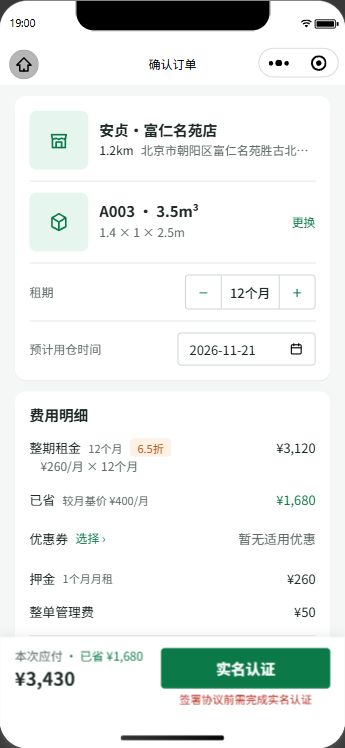 19:00
确认订单
安贞·富仁名苑店
1.2km 北京市朝阳区富仁名苑胜古北…
A003 · 3.5m³
1.4 × 1 × 2.5m
更换
租期
− 12个月 +
预计用仓时间
2026-11-21
费用明细
整期租金 12个月 6.5折 ¥3,120
¥260/月 × 12个月
已省 较月基价 ¥400/月 ¥1,680
优惠券 选择 › 暂无适用优惠
押金 1个月月租 ¥260
整单管理费 ¥50
本次应付 · 已省 ¥1,680
¥3,430
实名认证
签署协议前需完成实名认证